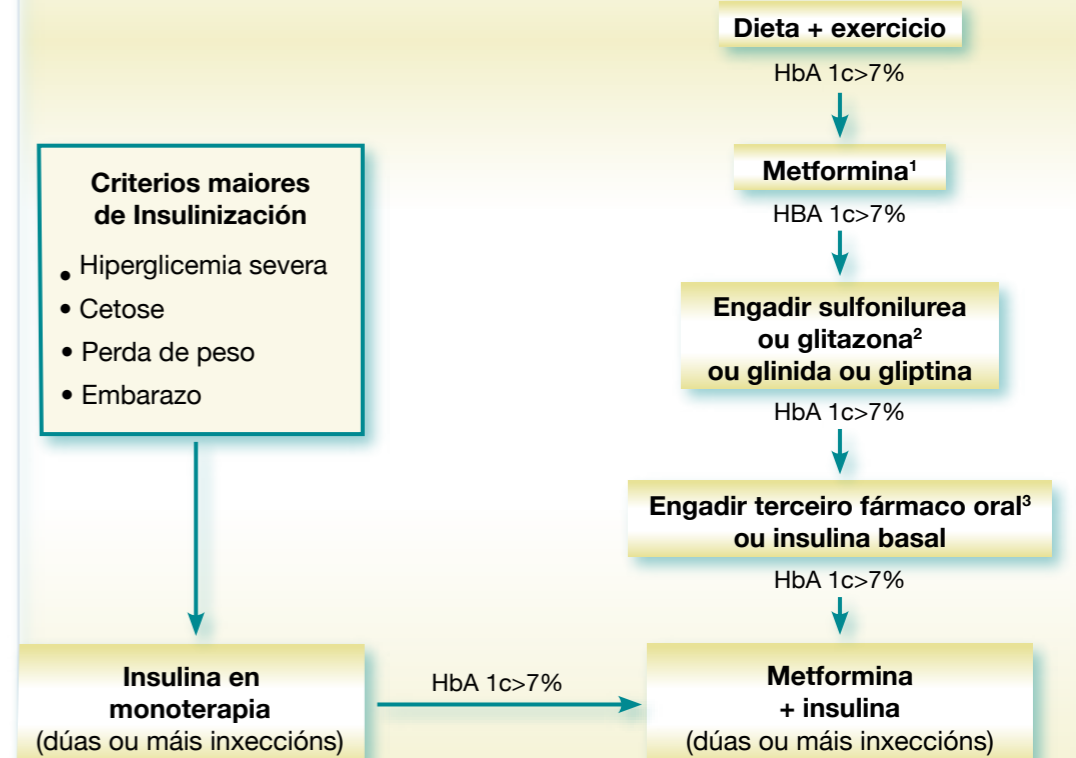 Dieta + exercicio
HbA 1c>7%
Metformina¹
HBA 1c>7%
Engadir sulfonilurea
ou glitazona²
ou glinida ou gliptina
HbA 1c>7%
Engadir terceiro fármaco oral³
ou insulina basal
HbA 1c>7%
Criterios maiores
de Insulinización
• Hiperglicemia severa
• Cetose
• Perda de peso
• Embarazo
Insulina en
monoterapia
(dúas ou máis inxeccións)
HbA 1c>7%
Metformina
+ insulina
(dúas ou máis inxeccións)